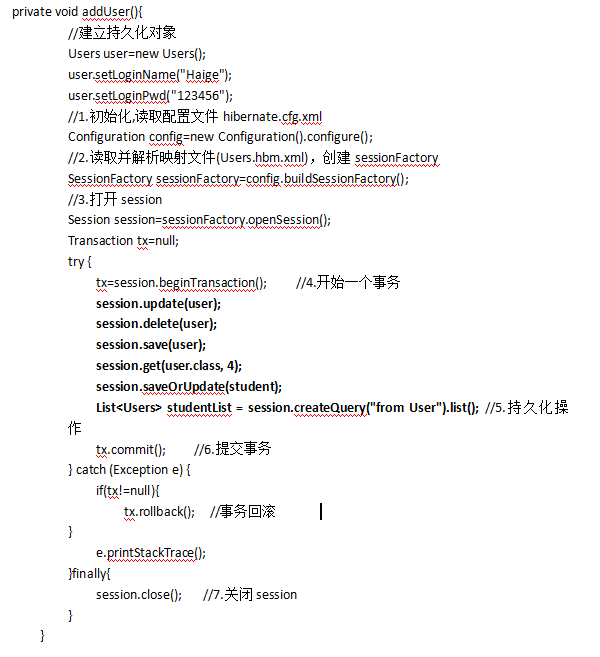 private void addUser(){
//建立持久化对象
Users user=new Users();
user.setLoginName("Haige");
user.setLoginPwd("123456");
//1.初始化,读取配置文件 hibernate.cfg.xml
Configuration config=new Configuration().configure();
//2.读取并解析映射文件(Users.hbm.xml)，创建 sessionFactory
SessionFactory sessionFactory=config.buildSessionFactory();
//3.打开 session
Session session=sessionFactory.openSession();
Transaction tx=null;
try {
tx=session.beginTransaction(); //4.开始一个事务
session.update(user);
session.delete(user);
session.save(user);
session.get(user.class, 4);
session.saveOrUpdate(student);
List<Users> studentList = session.createQuery("from User").list(); //5.持久化操
作
tx.commit(); //6.提交事务
} catch (Exception e) {
if(tx!=null){
tx.rollback(); //事务回滚
}
e.printStackTrace();
}finally{
session.close(); //7.关闭 session
}
}